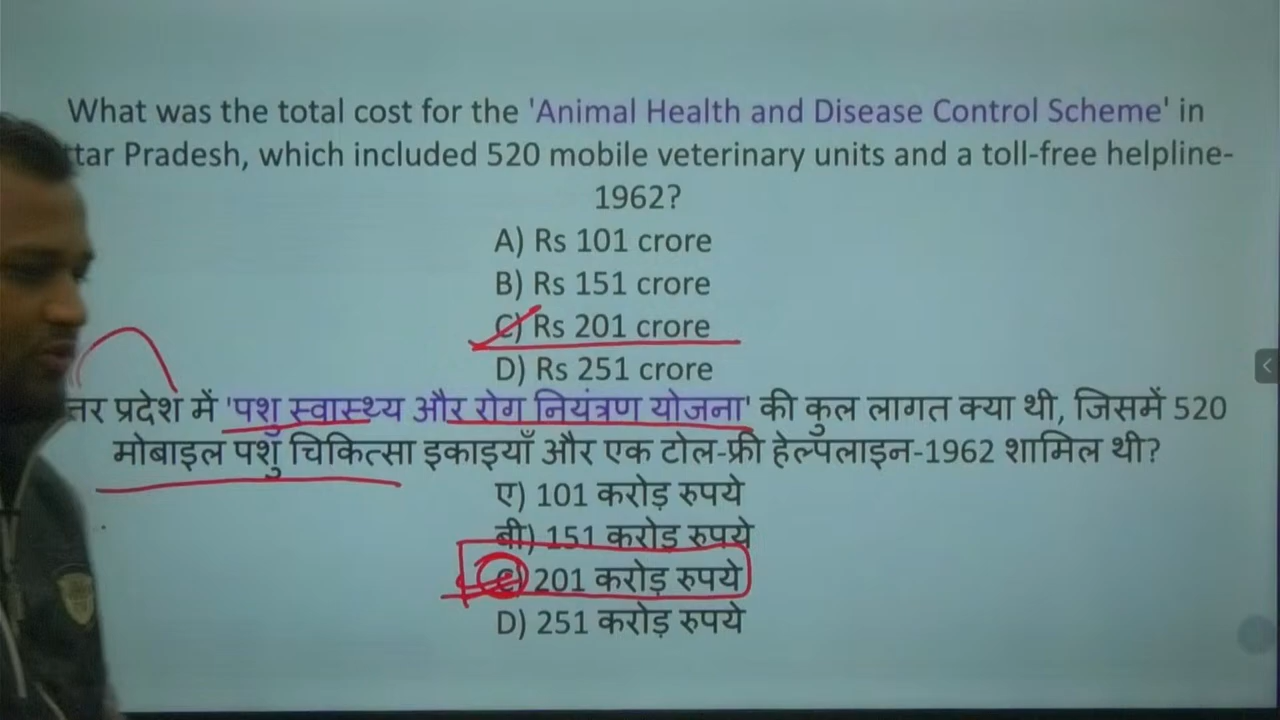 What was the total cost for the 'Animal Health and Disease Control Scheme' in
tar Pradesh, which included 520 mobile veterinary units and a toll-free helpline-
1962?
A) Rs 101 crore
B) Rs 151 crore
C) Rs 201 crore
D) Rs 251 crore
त्तर प्रदेश में 'पशु स्वास्थ्य और रोग नियंत्रण योजना' की कुल लागत क्या थी, जिसमें 520
मोबाइल पशु चिकित्सा इकाइयाँ और एक टोल-फ्री हेल्पलाइन-1962 शामिल थी?
ए) 101 करोड़ रुपये
बी) 151 करोड़ रुपये
C) 201 करोड़ रुपये
D) 251 करोड़ रुपये